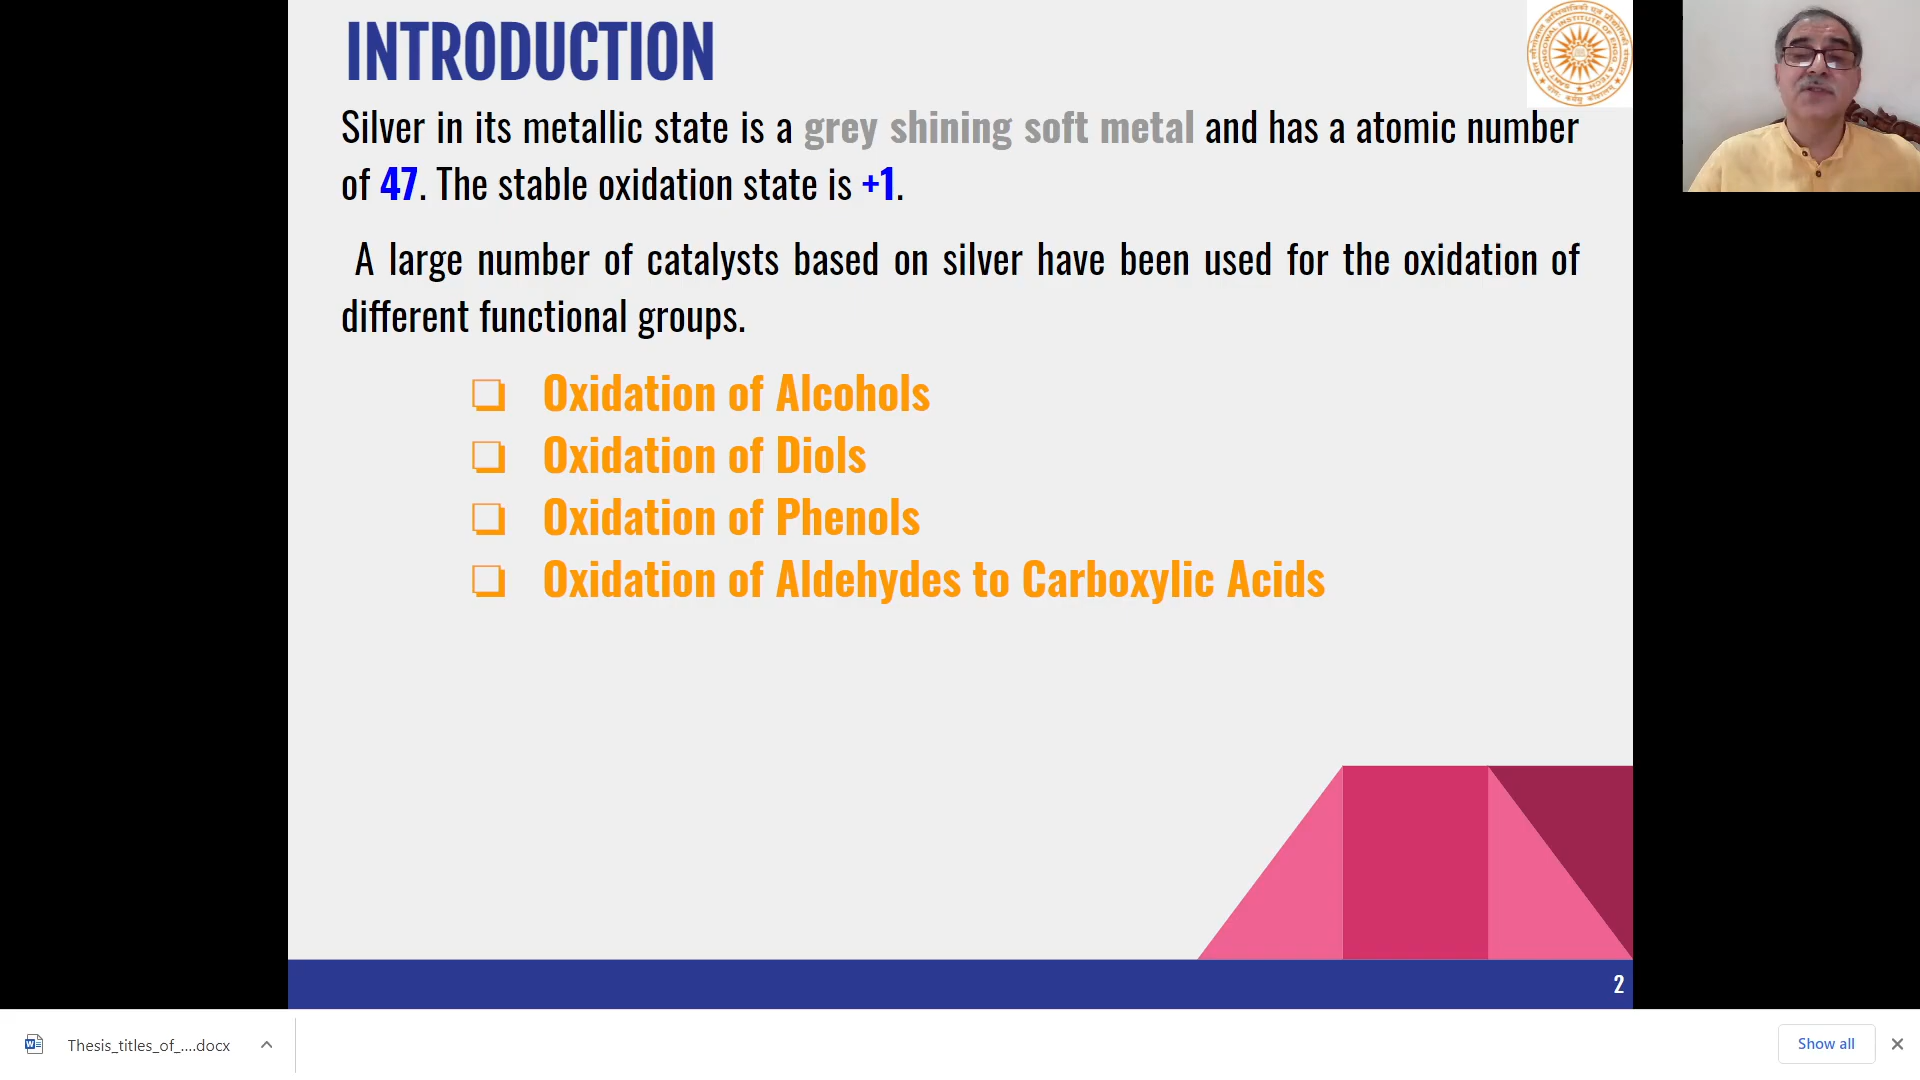 INTRODUCTION
Silver in its metallic state is a grey shining soft metal and has a atomic number
of 47. The stable oxidation state is +1.
A large number of catalysts based on silver have been used for the oxidation of
different functional groups.
❏ Oxidation of Alcohols
❏ Oxidation of Diols
❏ Oxidation of Phenols
❏ Oxidation of Aldehydes to Carboxylic Acids
2
Thesis_titles_of_....docx
Show all